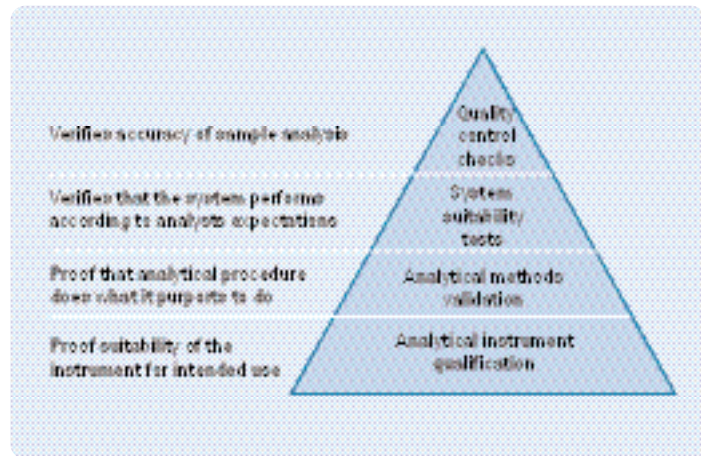 Verifies accuracy of sample analysis
Quality
control
checks
Verifies that the system performs
according to analysts expectations
System
suitability
tests
Proof that analytical procedure
does what it purports to do
Analytical methods
validation
Proof suitability of the
instrument for intended use
Analytical instrument
qualification